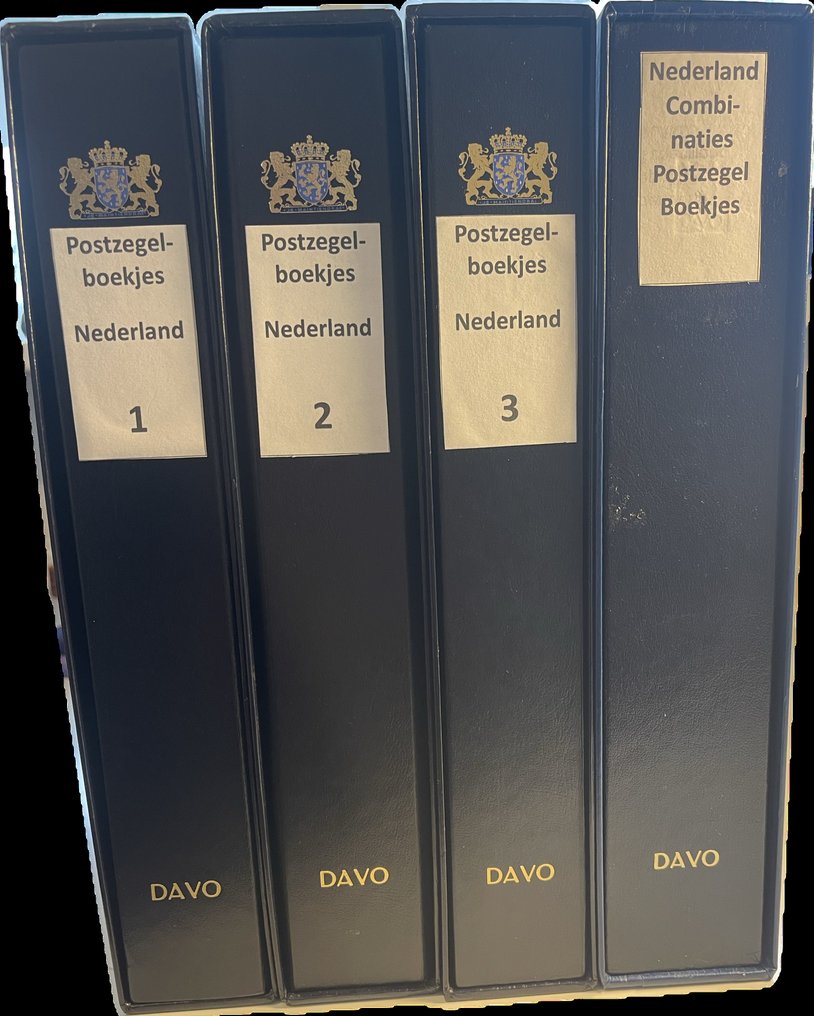 Postzegel-
boekjes
Nederland
1
DAVO
Postzegel-
boekjes
Nederland
2
DAVO
Postzegel-
boekjes
Nederland
3
DAVO
Nederland
Combi-
naties
Postzegel
Boekjes
DAVO